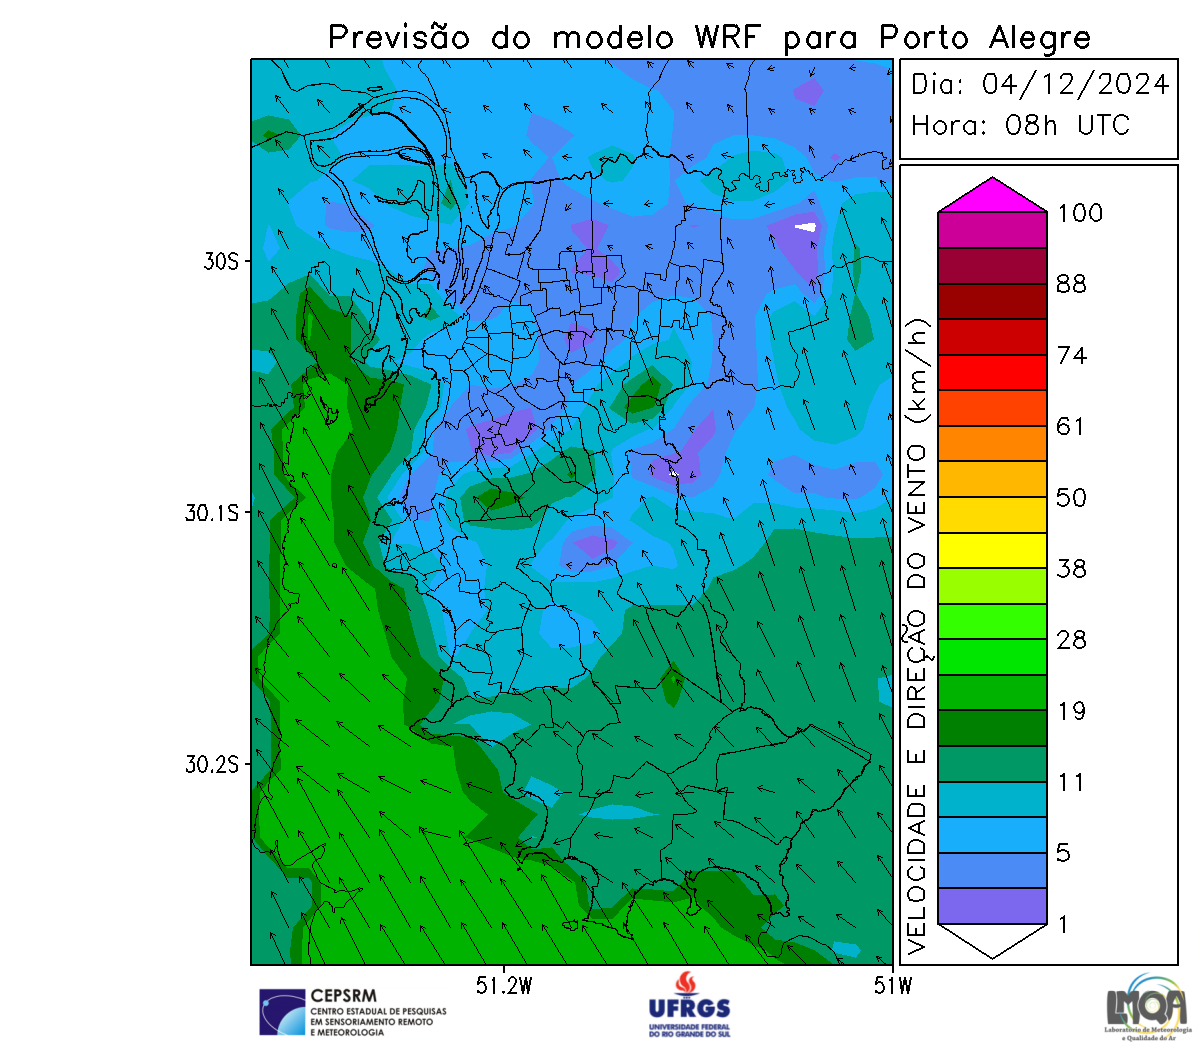 Previsão do modelo WRF para Porto Alegre
Dia: 04/12/2024
Hora: 08h UTC
100
88
74
61
50
38
28
19
11
5
1
VELOCIDADE E DIREÇÃO DO VENTO (km/h)
30S
30.1S
30.2S
51.2W
51W
CEPSRM
CENTRO ESTADUAL DE PESQUISAS
EM SENSORIAMENTO REMOTO
E METEOROLOGIA
UFRGS
UNIVERSIDADE FEDERAL
DO RIO GRANDE DO SUL
LMQA
Laboratório de Meteorologia
e Qualidade do Ar